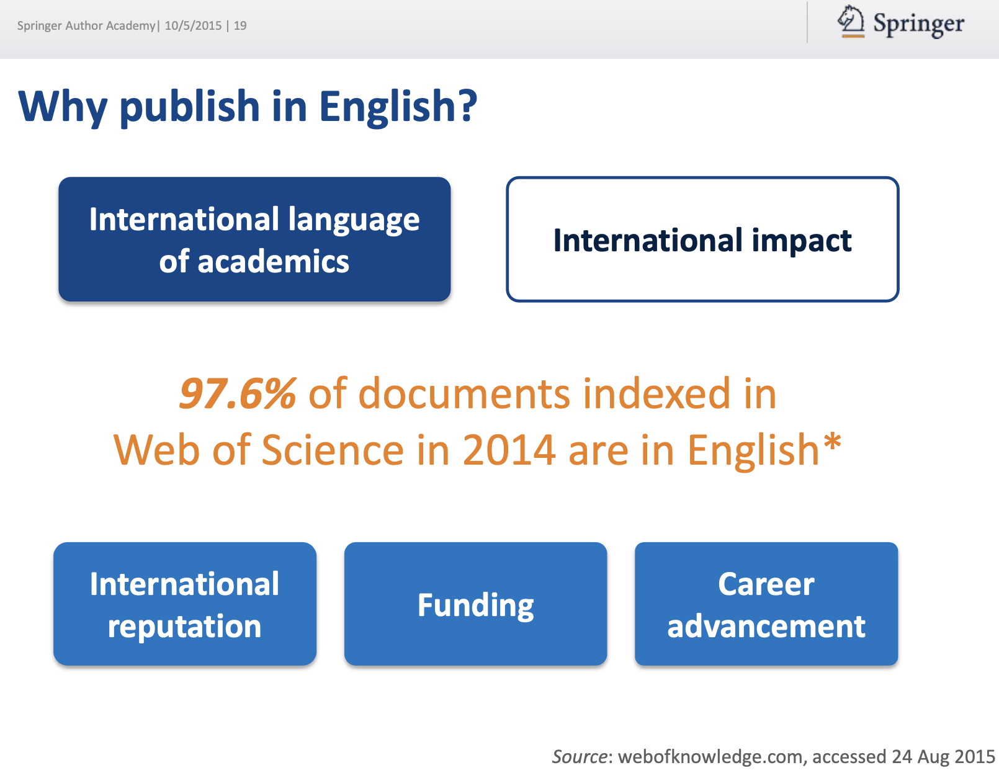 Springer Author Academy| 10/5/2015 | 19
Springer
Why publish in English?
International language
of academics
International impact
97.6% of documents indexed in
Web of Science in 2014 are in English*
International
reputation
Funding
Career
advancement
Source: webofknowledge.com, accessed 24 Aug 2015